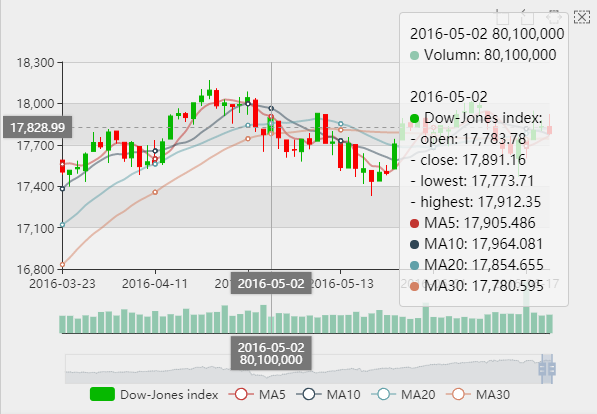 2016-05-02 80,100,000
Volumn: 80,100,000
2016-05-02
Dow-Jones index:
- open: 17,783.78
- close: 17,891.16
- lowest: 17,773.71
- highest: 17,912.35
MA5: 17,905.486
MA10: 17,964.081
MA20: 17,854.655
MA30: 17,780.595
18,300
18,000
17,828.99
17,700
17,400
17,100
16,800
2016-03-23
2016-04-11
2016-05-02
2016-05-13
2016-05-02
80,100,000
Dow-Jones index
MA5
MA10
MA20
MA30